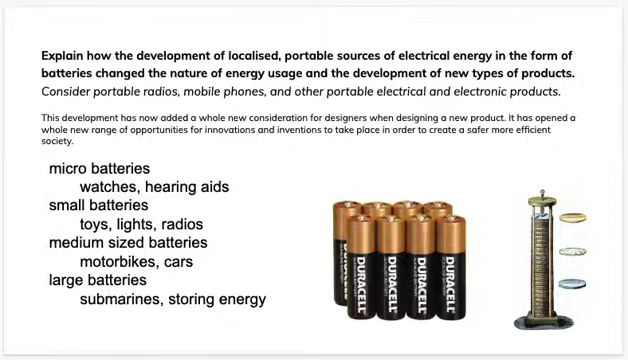 Explain how the development of localised, portable sources of electrical energy in the form of
batteries changed the nature of energy usage and the development of new types of products.
Consider portable radios, mobile phones, and other portable electrical and electronic products.
This development has now added a whole new consideration for designers when designing a new product. It has opened a
whole new range of opportunities for innovations and inventions to take place in order to create a safer more efficient
society.
micro batteries
watches, hearing aids
small batteries
toys, lights, radios
medium sized batteries
motorbikes, cars
large batteries
submarines, storing energy
DURACELL
DURACELL
DURACELL
DURACELL